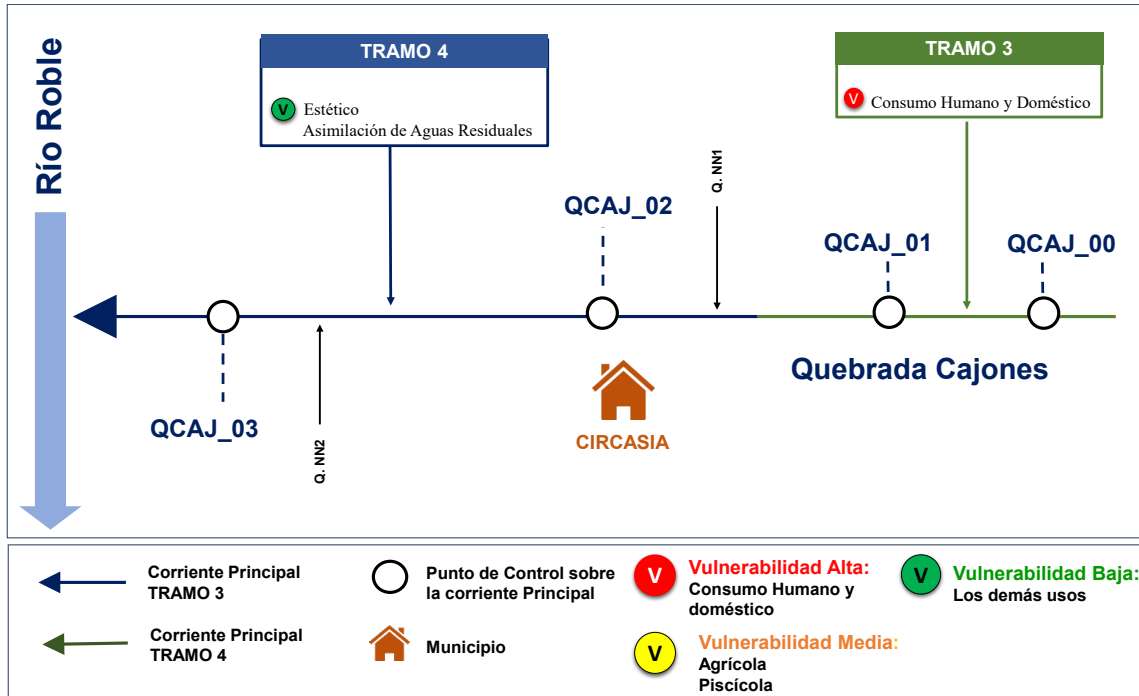 Río Roble
TRAMO 4
V
Estético
Asimilación de Aguas Residuales
TRAMO 3
V
Consumo Humano y Doméstico
Q. NN1
QCAJ_02
QCAJ_01
QCAJ_00
Quebrada Cajones
QCAJ_03
Q. NN2
CIRCASIA
Corriente Principal
TRAMO 3
Corriente Principal
TRAMO 4
Punto de Control sobre
la corriente Principal
Municipio
V
Vulnerabilidad Alta:
Consumo Humano y
doméstico
V
Vulnerabilidad Media:
Agrícola
Piscícola
V
Vulnerabilidad Baja:
Los demás usos